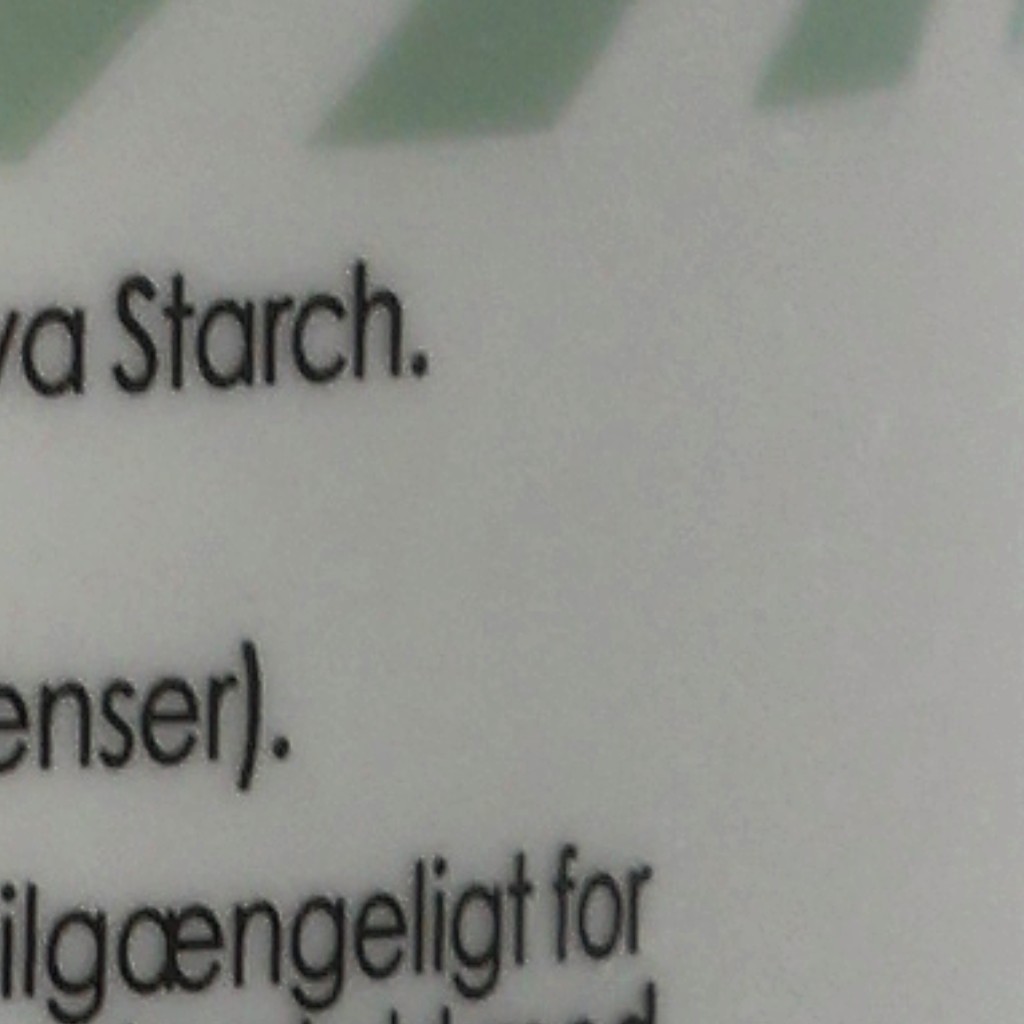 va Starch.
enser).
ilgængeligt for